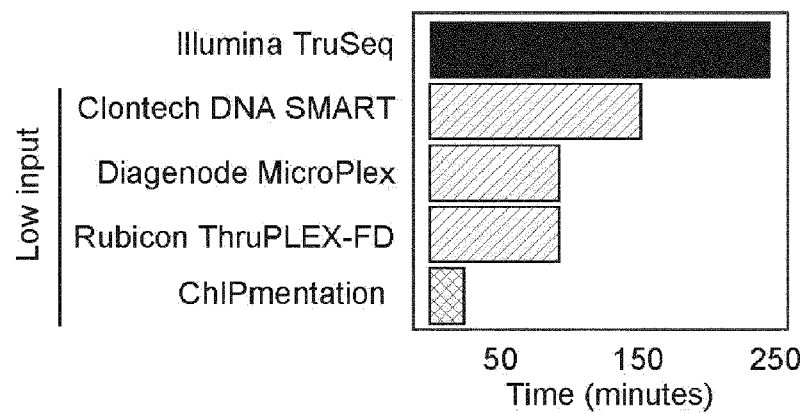 Illumina TruSeq
Clontech DNA SMART
Diagenode MicroPlex
Rubicon ThruPLEX-FD
ChIPmentation
Low input
50 150 250
Time (minutes)